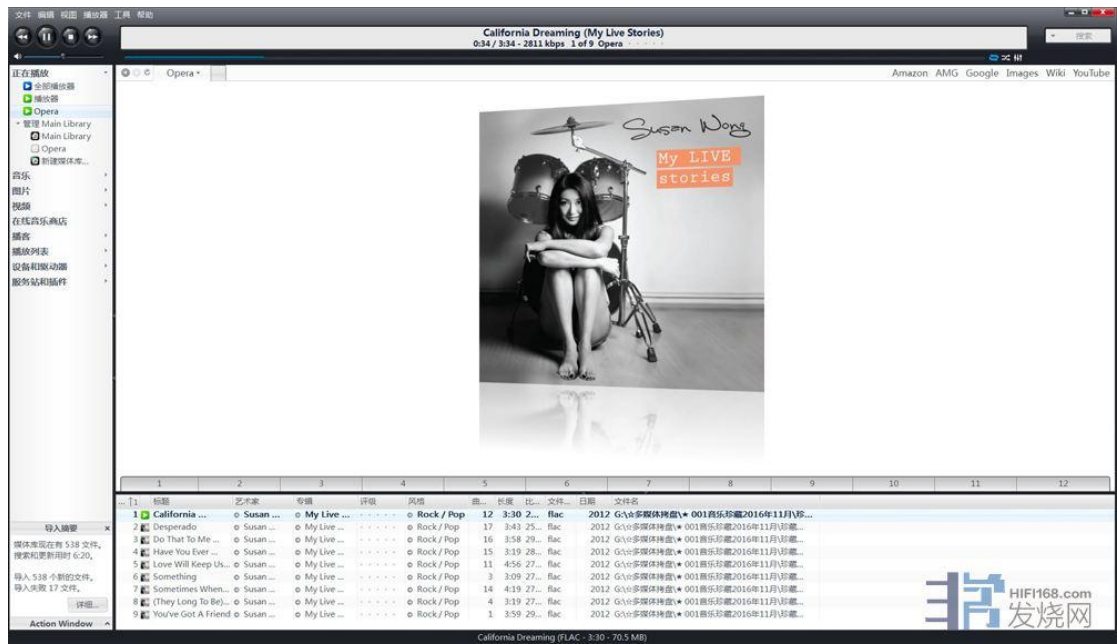 文件 编辑 视图 播放器 工具 帮助
California Dreaming (My Live Stories)
0:34 / 3:34 - 2811 kbps 1 of 9 Opera
搜索
正在播放
全部播放器
播放器
Opera
管理 Main Library
Main Library
Opera
新建媒体库...
音乐
图片
视频
在线音乐商店
播客
播放列表
设备和驱动器
服务站和插件
Opera
Amazon AMG Google Images Wiki YouTube
Susan Wong
My LIVE
stories
1 2 3 4 5 6 7 8 9 10 11 12
... 1 标题 艺术家 专辑 评级 风格 曲... 长度 比... 文件... 日期 文件名
1 California ... Susan ... My Live ... Rock / Pop 12 3:30 2... flac 2012 G:\☆多媒体拷盘\★ 001音乐珍藏2016年11月\珍...
2 Desperado Susan ... My Live ... Rock / Pop 17 3:43 25... flac 2012 G:\☆多媒体拷盘\★ 001音乐珍藏2016年11月\珍藏...
3 Do That To Me ... Susan ... My Live ... Rock / Pop 16 3:58 29... flac 2012 G:\☆多媒体拷盘\★ 001音乐珍藏2016年11月\珍藏...
4 Have You Ever ... Susan ... My Live ... Rock / Pop 15 3:19 28... flac 2012 G:\☆多媒体拷盘\★ 001音乐珍藏2016年11月\珍藏...
5 Love Will Keep Us... Susan ... My Live ... Rock / Pop 11 4:56 27... flac 2012 G:\☆多媒体拷盘\★ 001音乐珍藏2016年11月\珍藏...
6 Something Susan ... My Live ... Rock / Pop 3 3:09 27... flac 2012 G:\☆多媒体拷盘\★ 001音乐珍藏2016年11月\珍藏...
7 Sometimes When... Susan ... My Live ... Rock / Pop 14 4:19 27... flac 2012 G:\☆多媒体拷盘\★ 001音乐珍藏2016年11月\珍藏...
8 (They Long To Be)... Susan ... My Live ... Rock / Pop 4 3:19 27... flac 2012 G:\☆多媒体拷盘\★ 001音乐珍藏2016年11月\珍藏...
9 You've Got A Friend Susan ... My Live ... Rock / Pop 1 3:59 29... flac 2012 G:\☆多媒体拷盘\★ 001音乐珍藏2016年11月\珍藏...
导入摘要
媒体库现在有 538 文件。
搜索和更新用时 6:20。
导入 538 个新的文件。
导入失败 17 文件。
详细...
Action Window
California Dreaming (FLAC - 3:30 - 70.5 MB)
HIFI168.com
发烧网